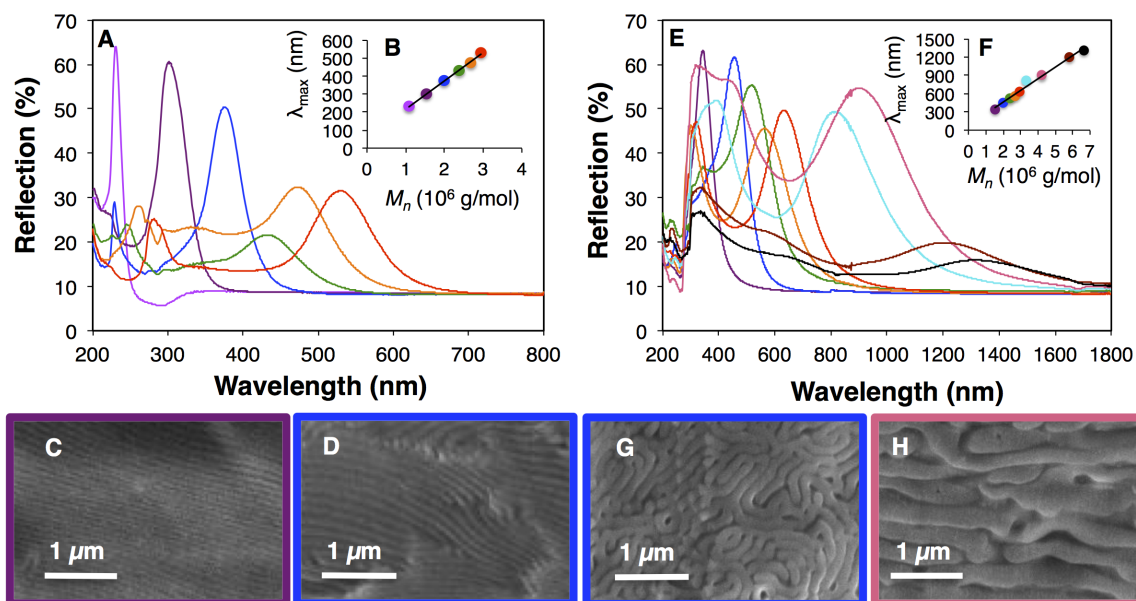 A
Reflection (%)
70
60
50
40
30
20
10
0
200 300 400 500 600 700 800
Wavelength (nm)
B
λmax (nm)
600
500
400
300
200
100
0
0 1 2 3 4
Mn (10⁶ g/mol)
E
Reflection (%)
70
60
50
40
30
20
10
0
200 400 600 800 1000 1200 1400 1600 1800
Wavelength (nm)
F
λmax (nm)
1500
1200
900
600
300
0
0 1 2 3 4 5 6 7
Mn (10⁶ g/mol)
C
1 μm
D
1 μm
G
1 μm
H
1 μm